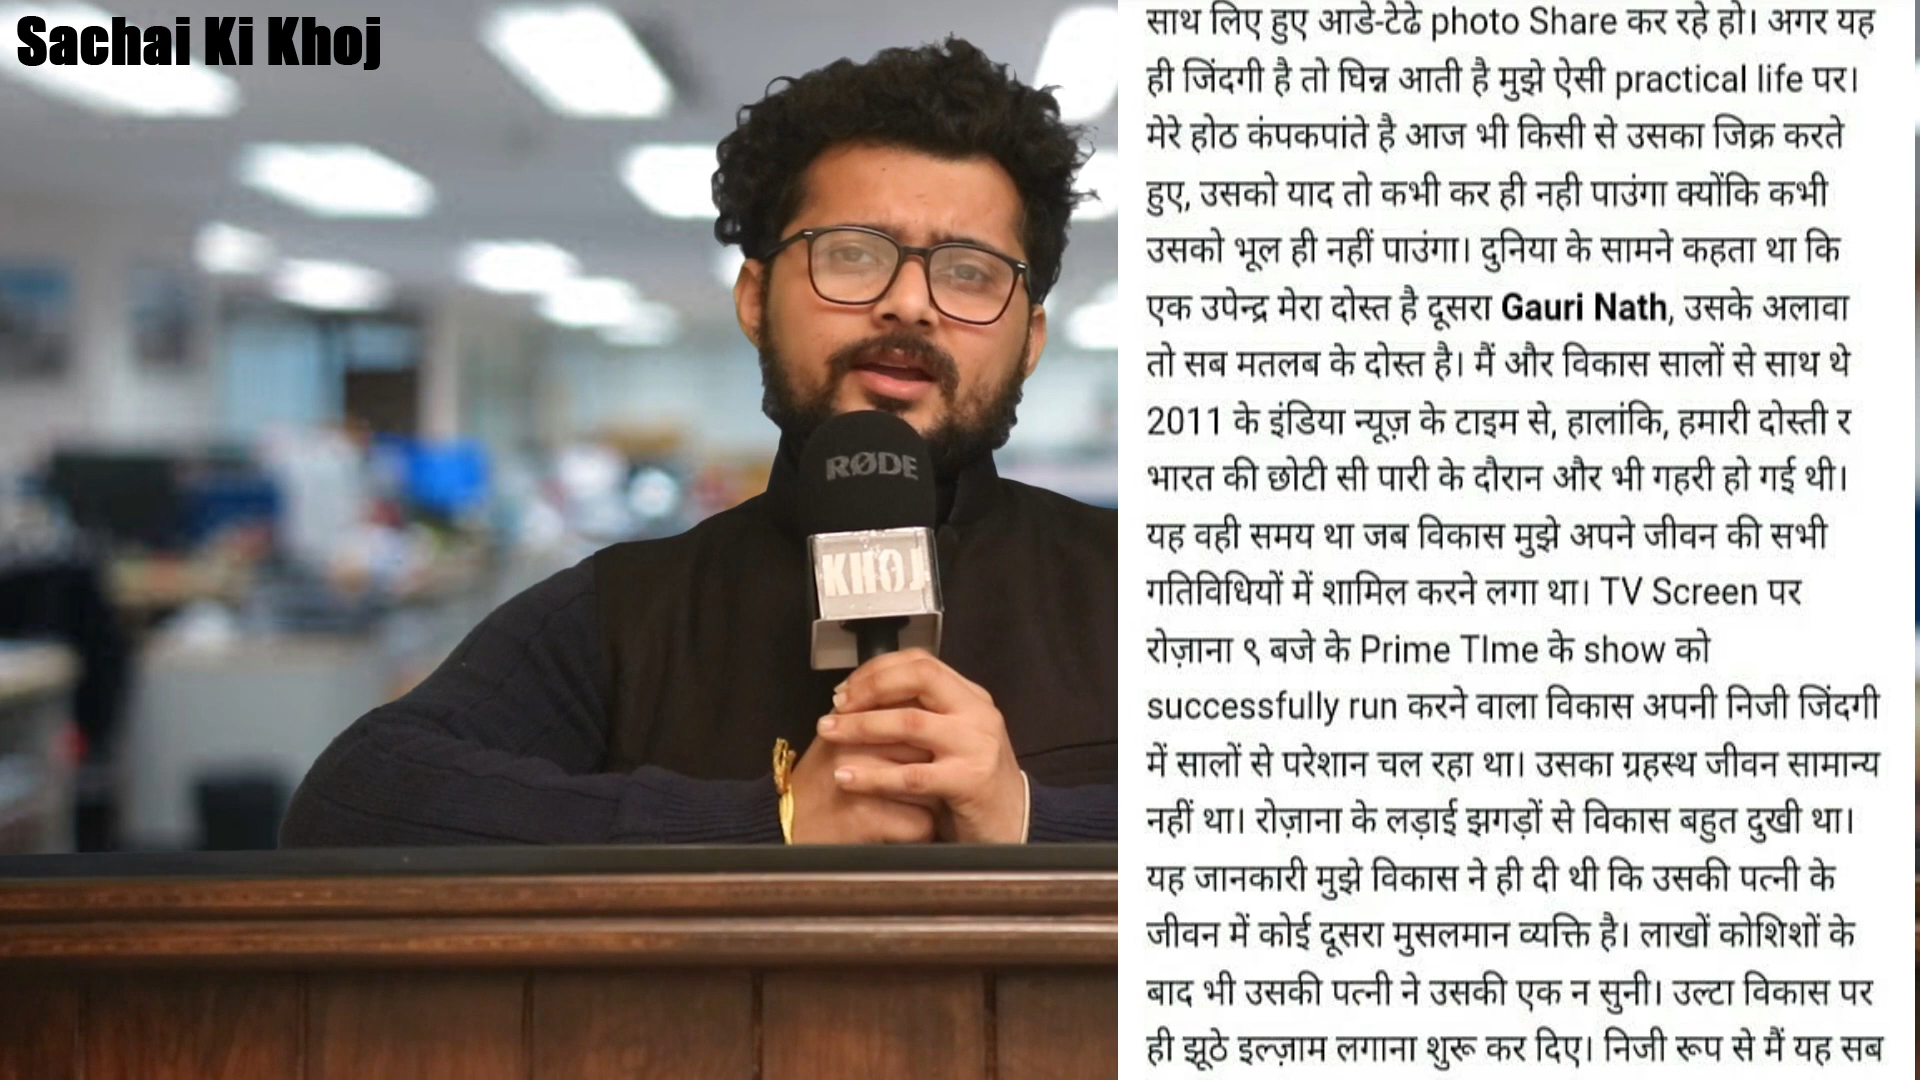 Sachai Ki Khoj
RØDE
KHOJ
साथ लिए हुए आडे-टेढे photo Share कर रहे हो। अगर यह
ही जिंदगी है तो घिन्न आती है मुझे ऐसी practical life पर।
मेरे होठ कंपकपांते है आज भी किसी से उसका जिक्र करते
हुए, उसको याद तो कभी कर ही नही पाउंगा क्योंकि कभी
उसको भूल ही नहीं पाउंगा। दुनिया के सामने कहता था कि
एक उपेन्द्र मेरा दोस्त है दूसरा Gauri Nath, उसके अलावा
तो सब मतलब के दोस्त है। मैं और विकास सालों से साथ थे
2011 के इंडिया न्यूज़ के टाइम से, हालांकि, हमारी दोस्ती र
भारत की छोटी सी पारी के दौरान और भी गहरी हो गई थी।
यह वही समय था जब विकास मुझे अपने जीवन की सभी
गतिविधियों में शामिल करने लगा था। TV Screen पर
रोज़ाना ९ बजे के Prime TIme के show को
successfully run करने वाला विकास अपनी निजी जिंदगी
में सालों से परेशान चल रहा था। उसका ग्रहस्थ जीवन सामान्य
नहीं था। रोज़ाना के लड़ाई झगड़ों से विकास बहुत दुखी था।
यह जानकारी मुझे विकास ने ही दी थी कि उसकी पत्नी के
जीवन में कोई दूसरा मुसलमान व्यक्ति है। लाखों कोशिशों के
बाद भी उसकी पत्नी ने उसकी एक न सुनी। उल्टा विकास पर
ही झूठे इल्ज़ाम लगाना शुरू कर दिए। निजी रूप से मैं यह सब